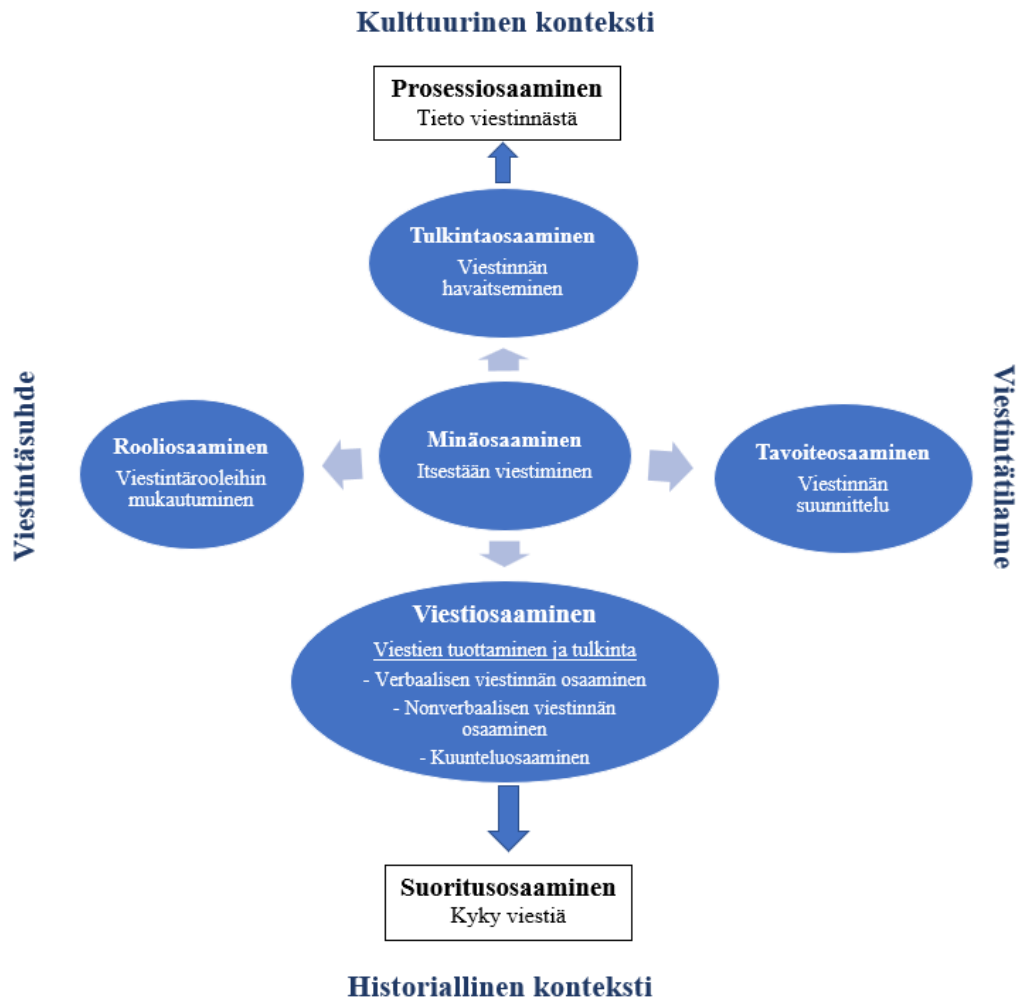 Kulttuurinen konteksti
Prosessiosaaminen
Tieto viestinnästä
Tulkintaosaaminen
Viestinnän
havaitseminen
Viestintäsuhde
Rooliosaaminen
Viestintärooleihin
mukautuminen
Minäosaaminen
Itsestään viestiminen
Tavoiteosaaminen
Viestinnän
suunnittelu
Viestintätilanne
Viestiosaaminen
Viestien tuottaminen ja tulkinta
- Verbaalisen viestinnän osaaminen
- Nonverbaalisen viestinnän
osaaminen
- Kuunteluosaaminen
Suoritusosaaminen
Kyky viestiä
Historiallinen konteksti